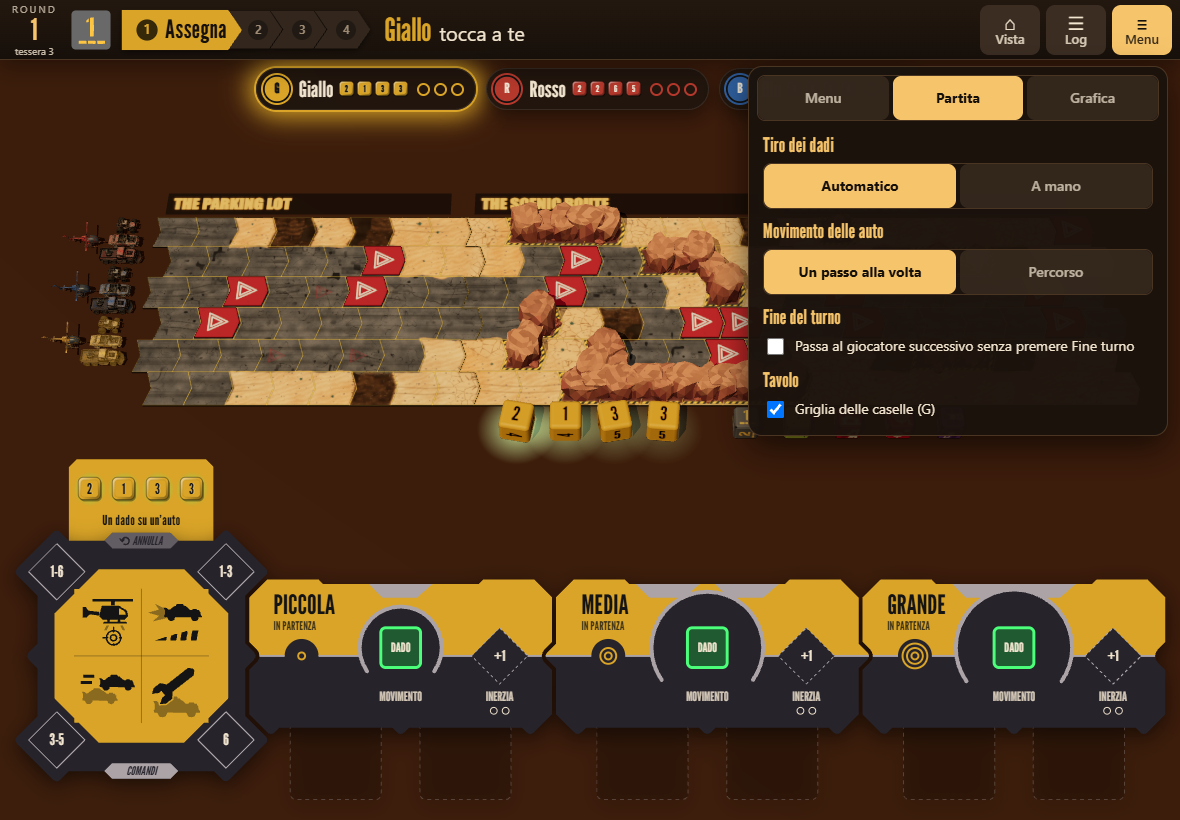 ROUND
1
tessera 3
1
1 Assegna 2 3 4
Giallo tocca a te
Vista
Log
Menu
G Giallo 2 1 3 3
R Rosso 2 2 6 5
B
Menu
Partita
Grafica
Tiro dei dadi
Automatico
A mano
Movimento delle auto
Un passo alla volta
Percorso
Fine del turno
Passa al giocatore successivo senza premere Fine turno
Tavolo
Griglia delle caselle (G)
THE PARKING LOT
THE SCENIC ROUTE
2 1 3 3
4 4 5 5
2 1 3 3
Un dado su un'auto
ANNULLA
1-6
1-3
3-5
6
COMANDI
PICCOLA
IN PARTENZA
DADO
MOVIMENTO
+1
INERZIA
MEDIA
IN PARTENZA
DADO
MOVIMENTO
+1
INERZIA
GRANDE
IN PARTENZA
DADO
MOVIMENTO
+1
INERZIA